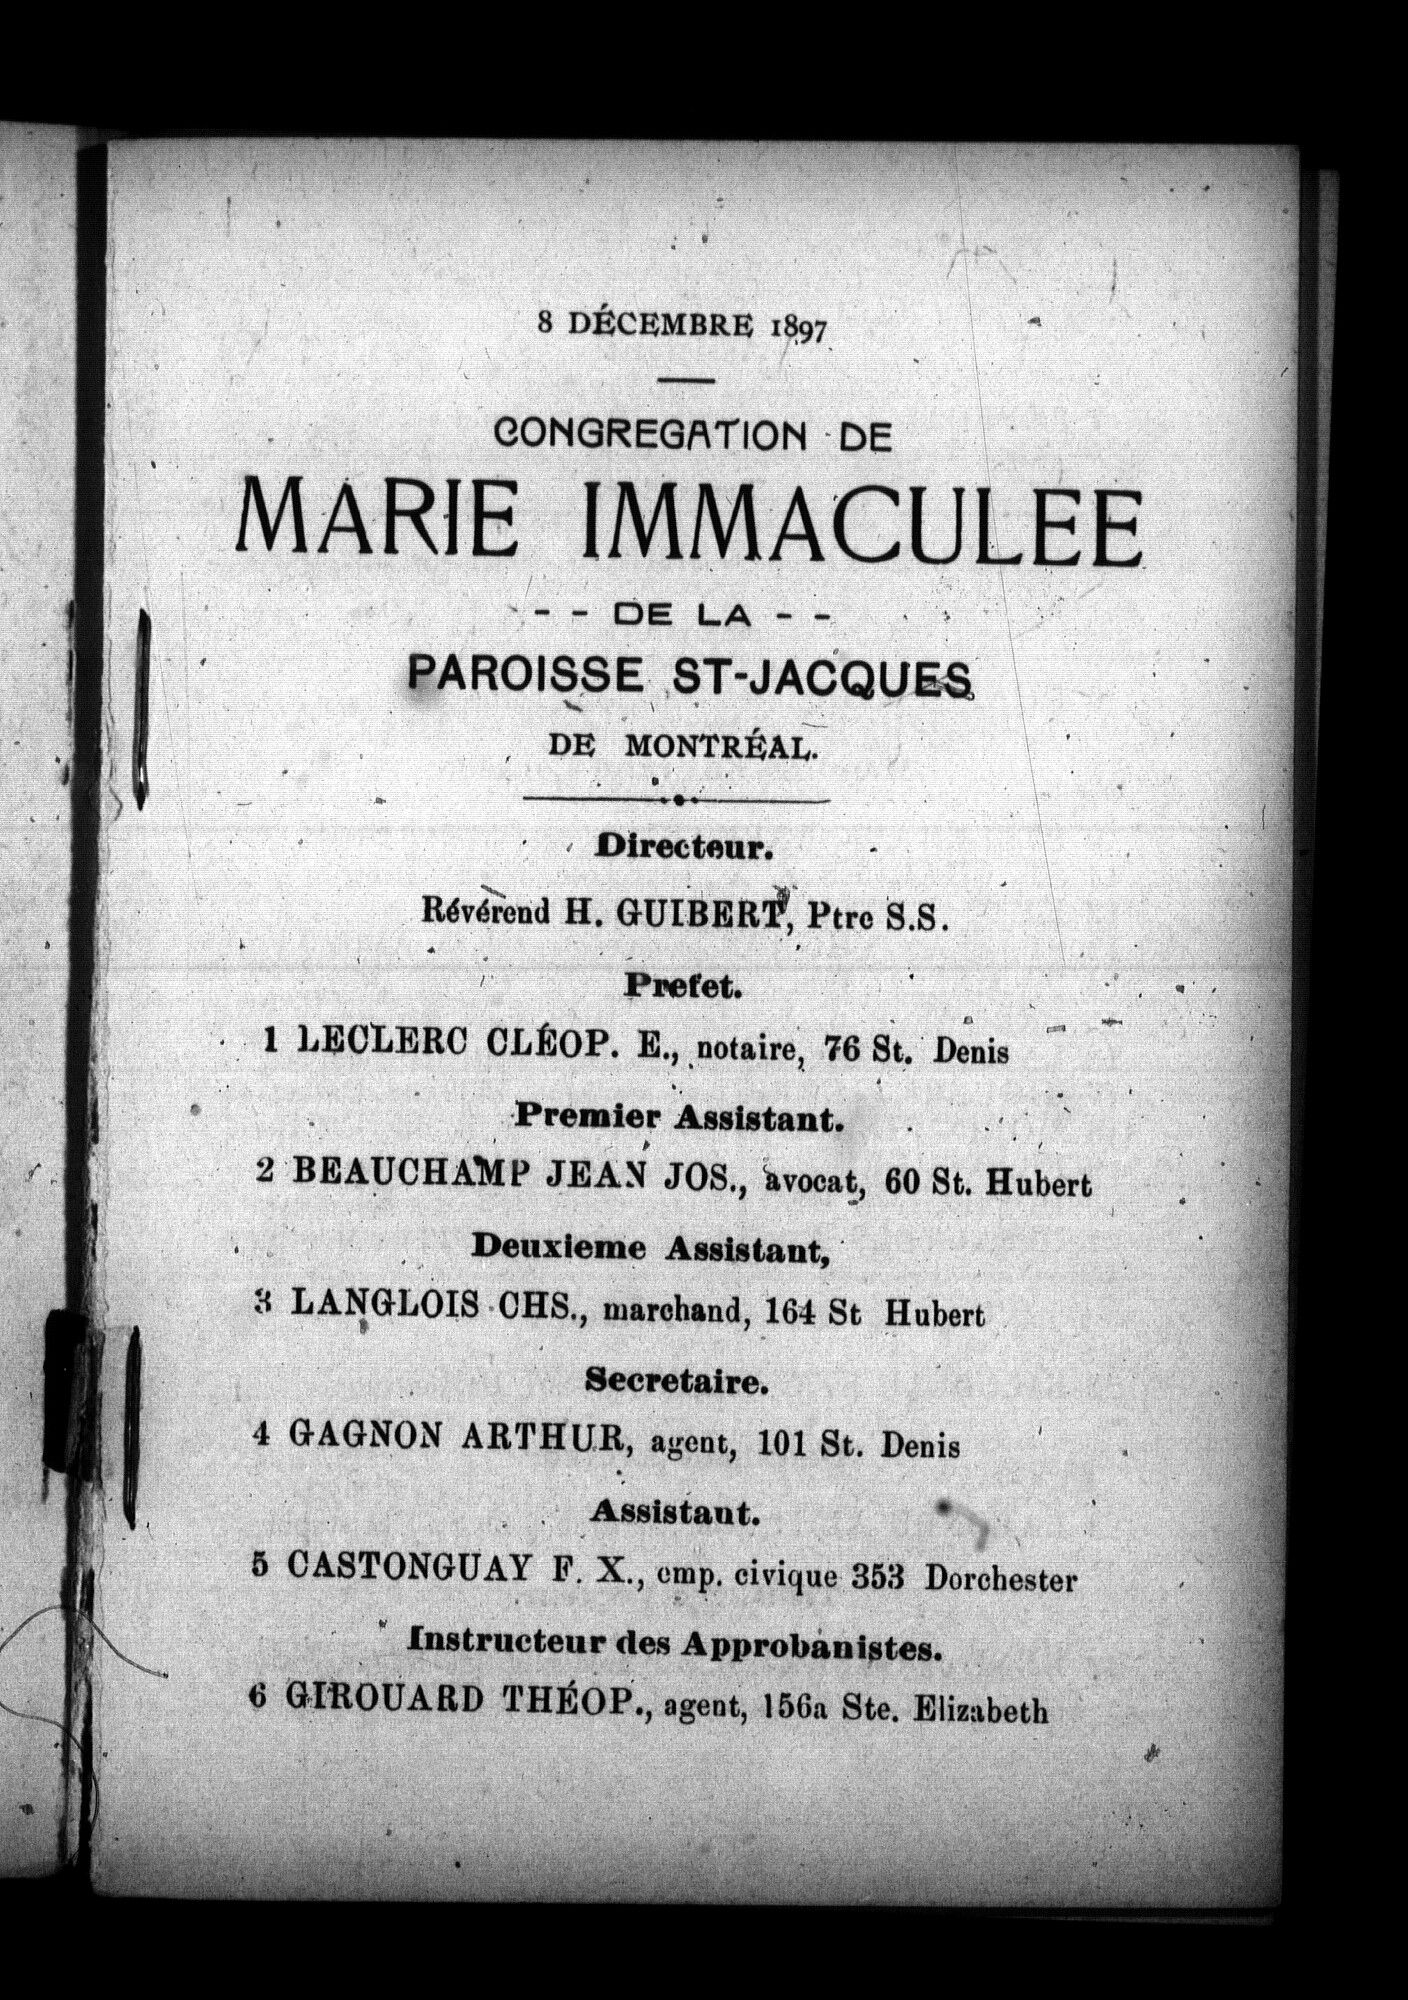 8 DÉCEMBRE 1897
CONGREGATION DE
MARIE IMMACULEE
- - DE LA - -
PAROISSE ST-JACQUES
DE MONTRÉAL.
Directeur.
Révérend H. GUIBERT, Ptre S.S.
Prefet.
1 LECLERC CLÉOP. E., notaire, 76 St. Denis
Premier Assistant.
2 BEAUCHAMP JEAN JOS., avocat, 60 St. Hubert
Deuxieme Assistant,
3 LANGLOIS CHS., marchand, 164 St Hubert
Secretaire.
4 GAGNON ARTHUR, agent, 101 St. Denis
Assistant.
5 CASTONGUAY F. X., emp. civique 353 Dorchester
Instructeur des Approbanistes.
6 GIROUARD THÉOP., agent, 156a Ste. Elizabeth